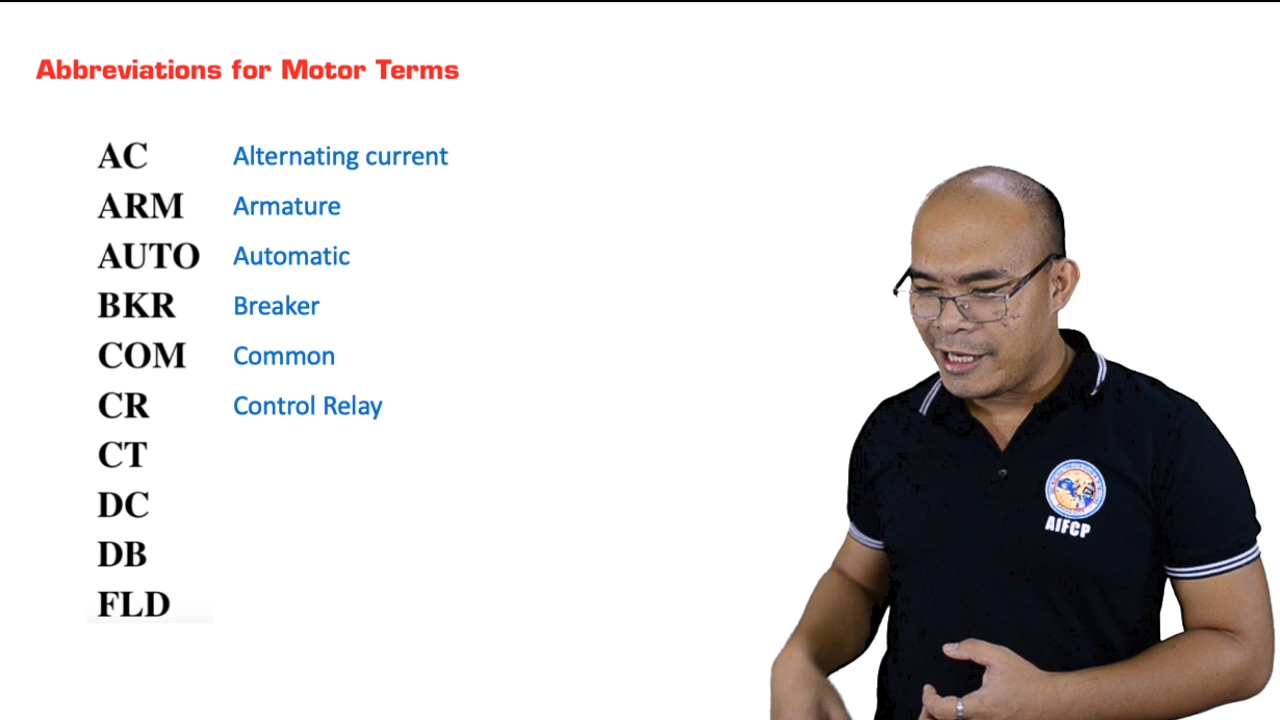 Abbreviations for Motor Terms
AC Alternating current
ARM Armature
AUTO Automatic
BKR Breaker
COM Common
CR Control Relay
CT
DC
DB
FLD
AIFCP